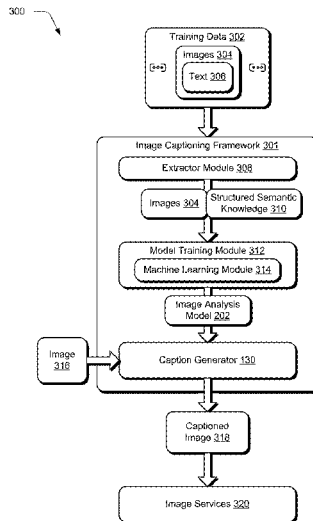 300
Training Data 302
Images 304
Text 306
Image Captioning Framework 301
Extractor Module 308
Images 304
Structured Semantic
Knowledge 310
Model Training Module 312
Machine Learning Module 314
Image Analysis
Model 202
Image
316
Caption Generator 130
Captioned
Image 318
Image Services 320